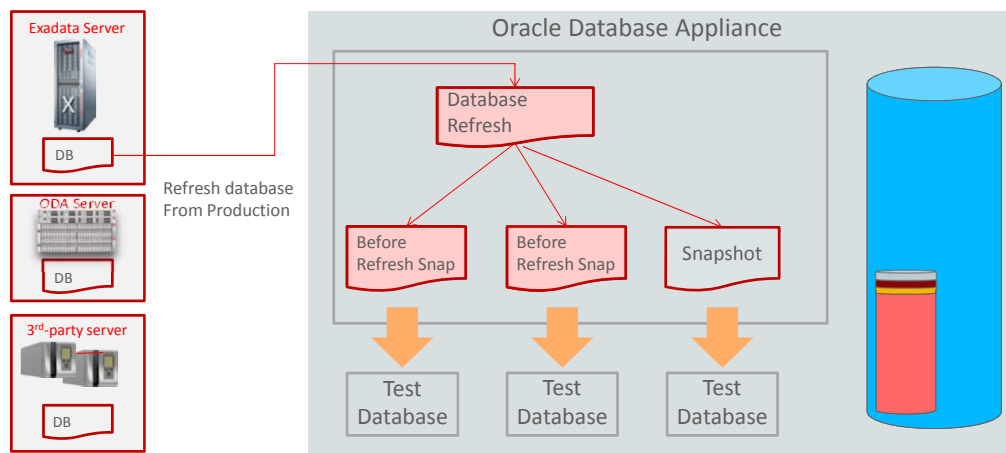 Exadata Server
X
DB
ODA Server
DB
3rd-party server
DB
Refresh database
From Production
Oracle Database Appliance
Database
Refresh
Before
Refresh Snap
Before
Refresh Snap
Snapshot
Test
Database
Test
Database
Test
Database